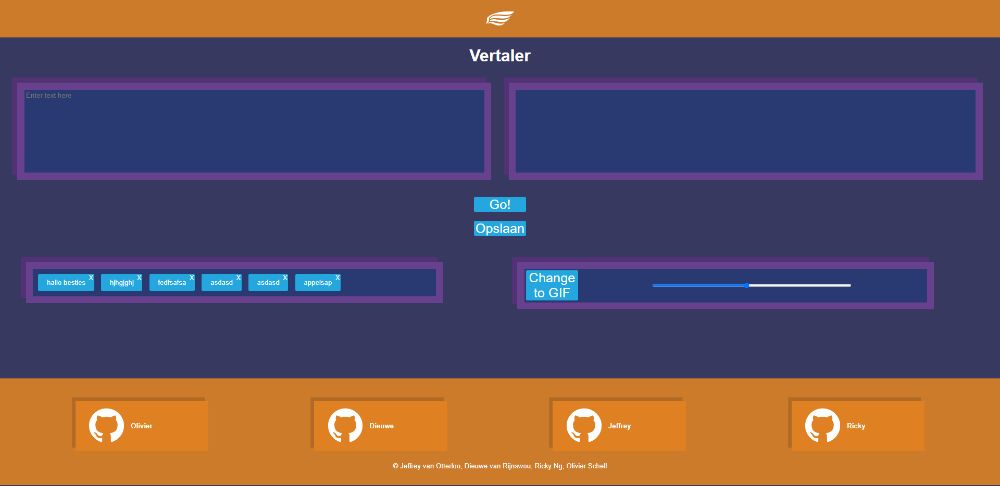 Vertaler
Enter text here
Go!
Opslaan
hallo besties X
hjhgjghj X
fedfsafsa X
asdasd X
asdasd X
appelsap X
Change
to GIF
Olivier
Dieuwe
Jeffrey
Ricky
© Jeffrey van Otterloo, Dieuwe van Rijnswou, Ricky Ng, Olivier Schell